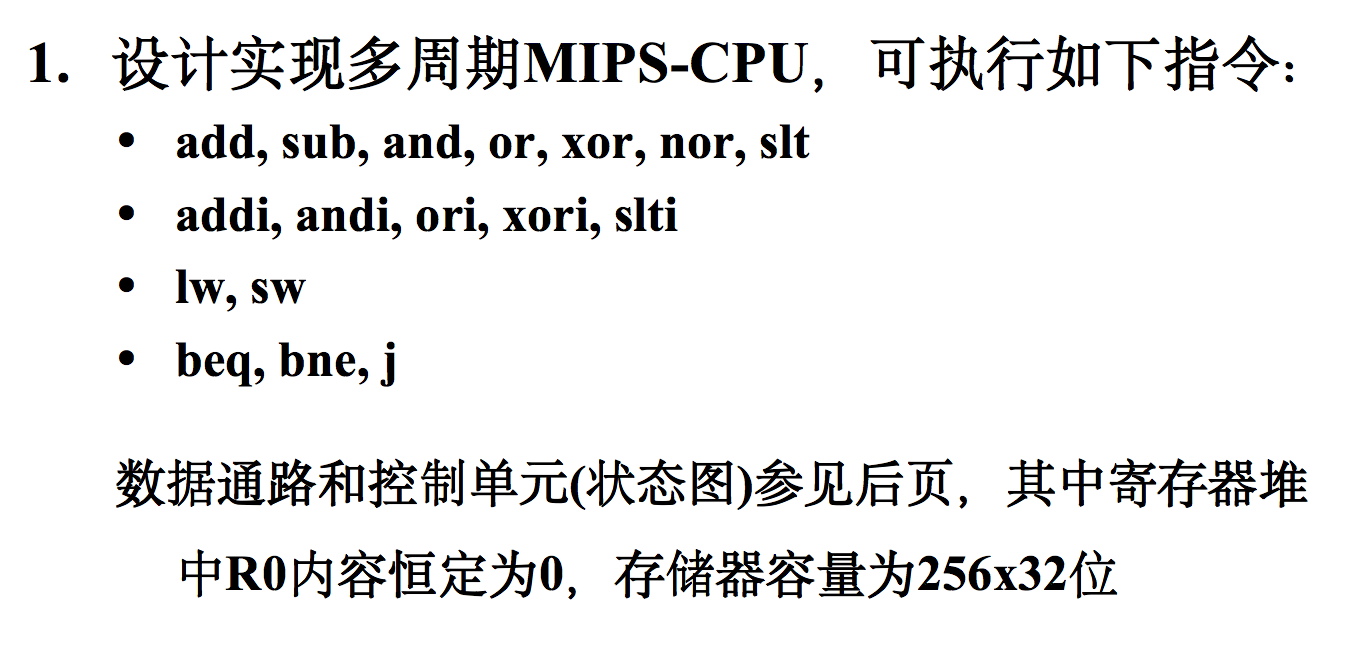 1. 设计实现多周期MIPS-CPU，可执行如下指令：
• add, sub, and, or, xor, nor, slt
• addi, andi, ori, xori, slti
• lw, sw
• beq, bne, j
数据通路和控制单元(状态图)参见后页，其中寄存器堆
中R0内容恒定为0，存储器容量为256x32位